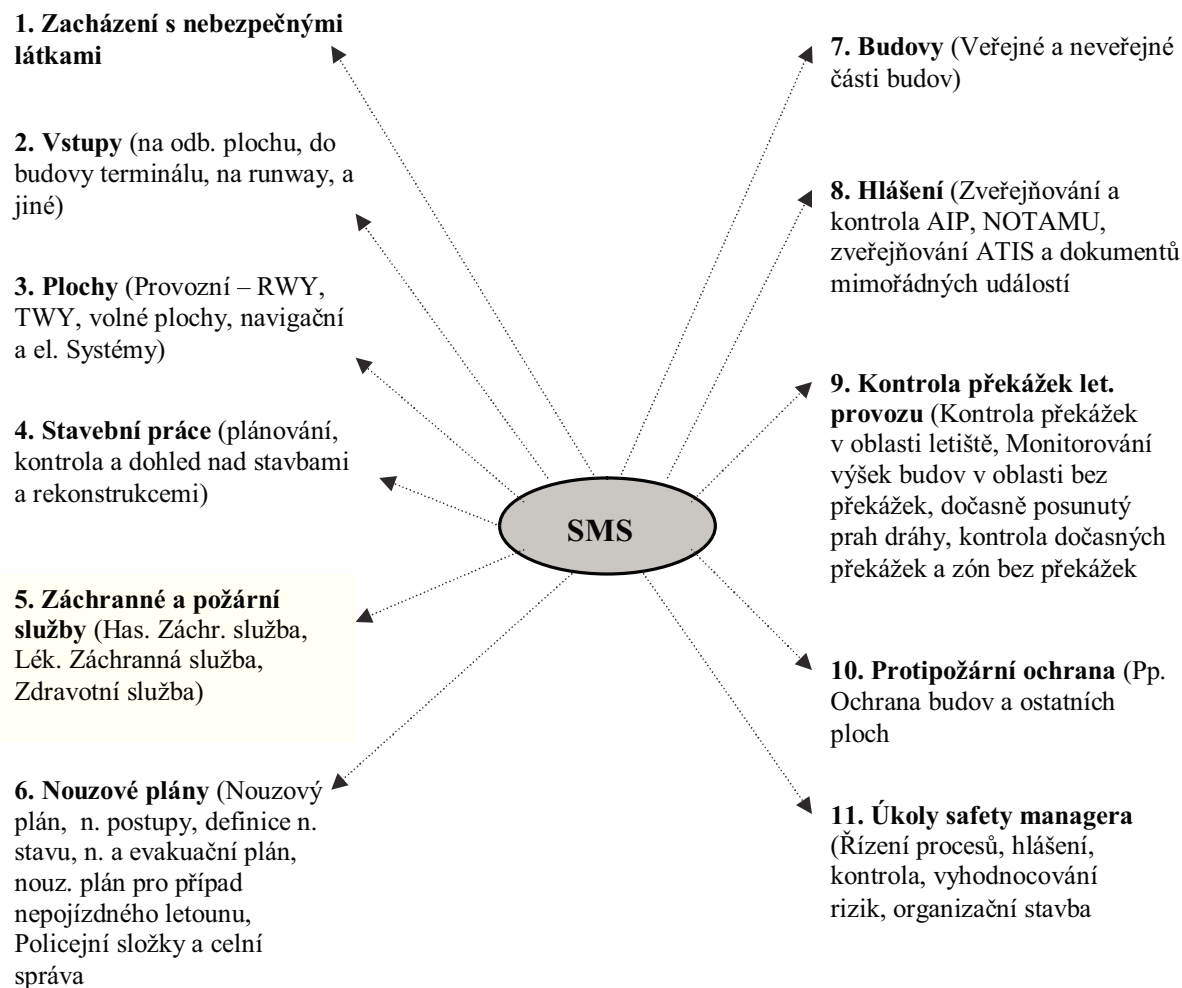 1. Zacházení s nebezpečnými
látkami
2. Vstupy (na odb. plochu, do
budovy terminálu, na runway, a
jiné)
3. Plochy (Provozní – RWY,
TWY, volné plochy, navigační
a el. Systémy)
4. Stavební práce (plánování,
kontrola a dohled nad stavbami
a rekonstrukcemi)
5. Záchranné a požární
služby (Has. Záchr. služba,
Lék. Záchranná služba,
Zdravotní služba)
6. Nouzové plány (Nouzový
plán, n. postupy, definice n.
stavu, n. a evakuační plán,
nouz. plán pro případ
nepojízdného letounu,
Policejní složky a celní
správa
SMS
7. Budovy (Veřejné a neveřejné
části budov)
8. Hlášení (Zveřejňování a
kontrola AIP, NOTAMU,
zveřejňování ATIS a dokumentů
mimořádných událostí
9. Kontrola překážek let.
provozu (Kontrola překážek
v oblasti letiště, Monitorování
výšek budov v oblasti bez
překážek, dočasně posunutý
prah dráhy, kontrola dočasných
překážek a zón bez překážek
10. Protipožární ochrana (Pp.
Ochrana budov a ostatních
ploch
11. Úkoly safety managera
(Řízení procesů, hlášení,
kontrola, vyhodnocování
rizik, organizační stavba